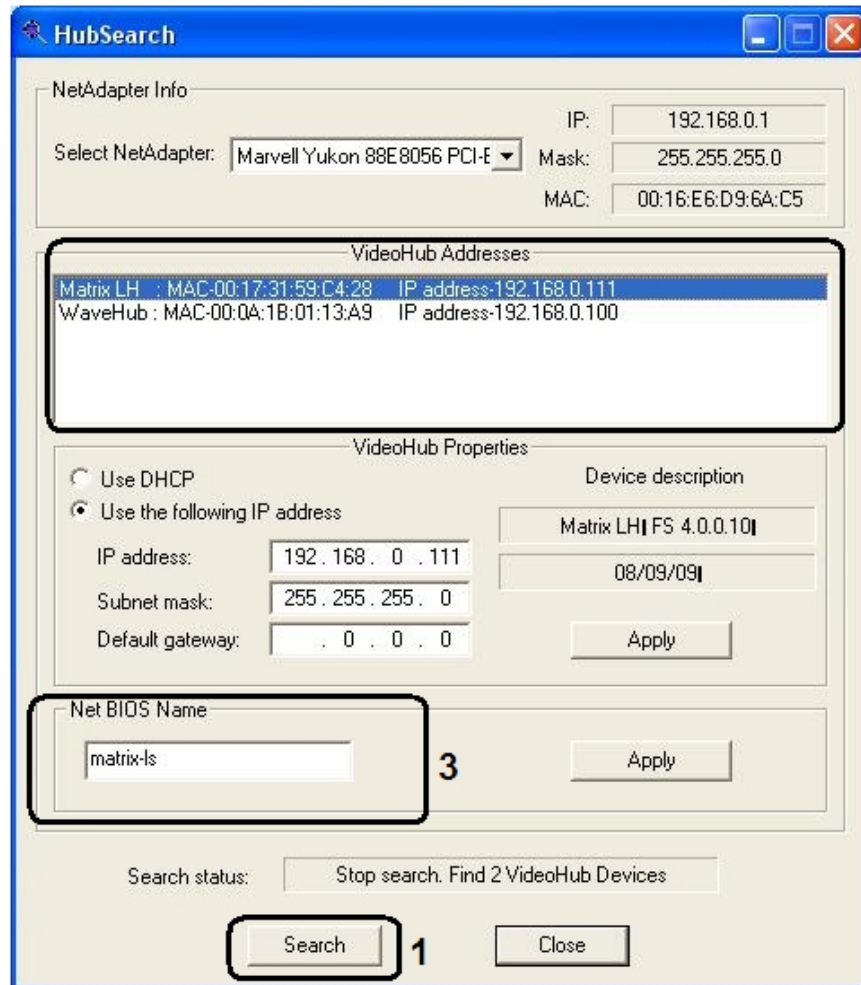 HubSearch
NetAdapter Info
Select NetAdapter: Marvell Yukon 88E8056 PCI-E
IP: 192.168.0.1
Mask: 255.255.255.0
MAC: 00:16:E6:D9:6A:C5
VideoHub Addresses
Matrix LH : MAC-00:17:31:59:C4:28 IP address-192.168.0.111
WaveHub : MAC-00:0A:1B:01:13:A9 IP address-192.168.0.100
VideoHub Properties
Use DHCP
Use the following IP address
IP address: 192 . 168 . 0 . 111
Subnet mask: 255 . 255 . 255 . 0
Default gateway: . 0 . 0 . 0
Device description
Matrix LH| FS 4.0.0.10|
08/09/09|
Apply
Net BIOS Name
matrix-ls
3
Apply
Search status: Stop search. Find 2 VideoHub Devices
Search
1
Close